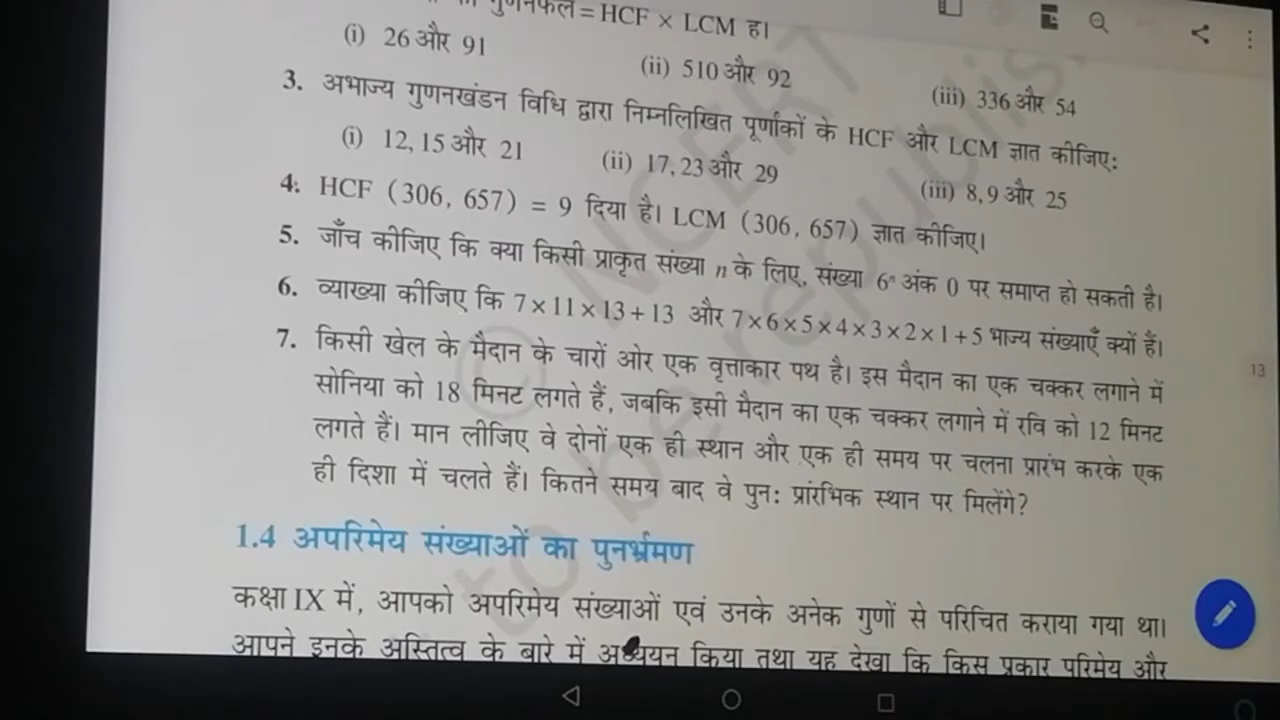 गुणनफल = HCF × LCM है।
(i) 26 और 91 (ii) 510 और 92 (iii) 336 और 54
3. अभाज्य गुणनखंडन विधि द्वारा निम्नलिखित पूर्णांकों के HCF और LCM ज्ञात कीजिए:
(i) 12, 15 और 21 (ii) 17, 23 और 29 (iii) 8, 9 और 25
4. HCF (306, 657) = 9 दिया है। LCM (306, 657) ज्ञात कीजिए।
5. जाँच कीजिए कि क्या किसी प्राकृत संख्या n के लिए, संख्या 6ⁿ अंक 0 पर समाप्त हो सकती है।
6. व्याख्या कीजिए कि 7 × 11 × 13 + 13 और 7 × 6 × 5 × 4 × 3 × 2 × 1 + 5 भाज्य संख्याएँ क्यों हैं।
7. किसी खेल के मैदान के चारों ओर एक वृत्ताकार पथ है। इस मैदान का एक चक्कर लगाने में
सोनिया को 18 मिनट लगते हैं, जबकि इसी मैदान का एक चक्कर लगाने में रवि को 12 मिनट
लगते हैं। मान लीजिए वे दोनों एक ही स्थान और एक ही समय पर चलना प्रारंभ करके एक
ही दिशा में चलते हैं। कितने समय बाद वे पुन: प्रारंभिक स्थान पर मिलेंगे?
13
1.4 अपरिमेय संख्याओं का पुनर्भ्रमण
कक्षा IX में, आपको अपरिमेय संख्याओं एवं उनके अनेक गुणों से परिचित कराया गया था।
आपने इनके अस्तित्व के बारे में अध्ययन किया तथा यह देखा कि किस प्रकार परिमेय और
© NCERT
to be republis